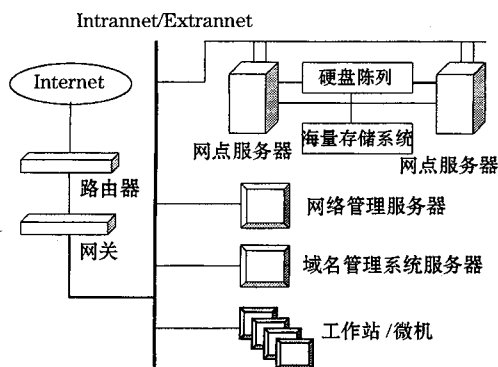 Intrannet/Extrannet
Internet
硬盘陈列
海量存储系统
网点服务器
网点服务器
路由器
网络管理服务器
网关
域名管理系统服务器
工作站/微机